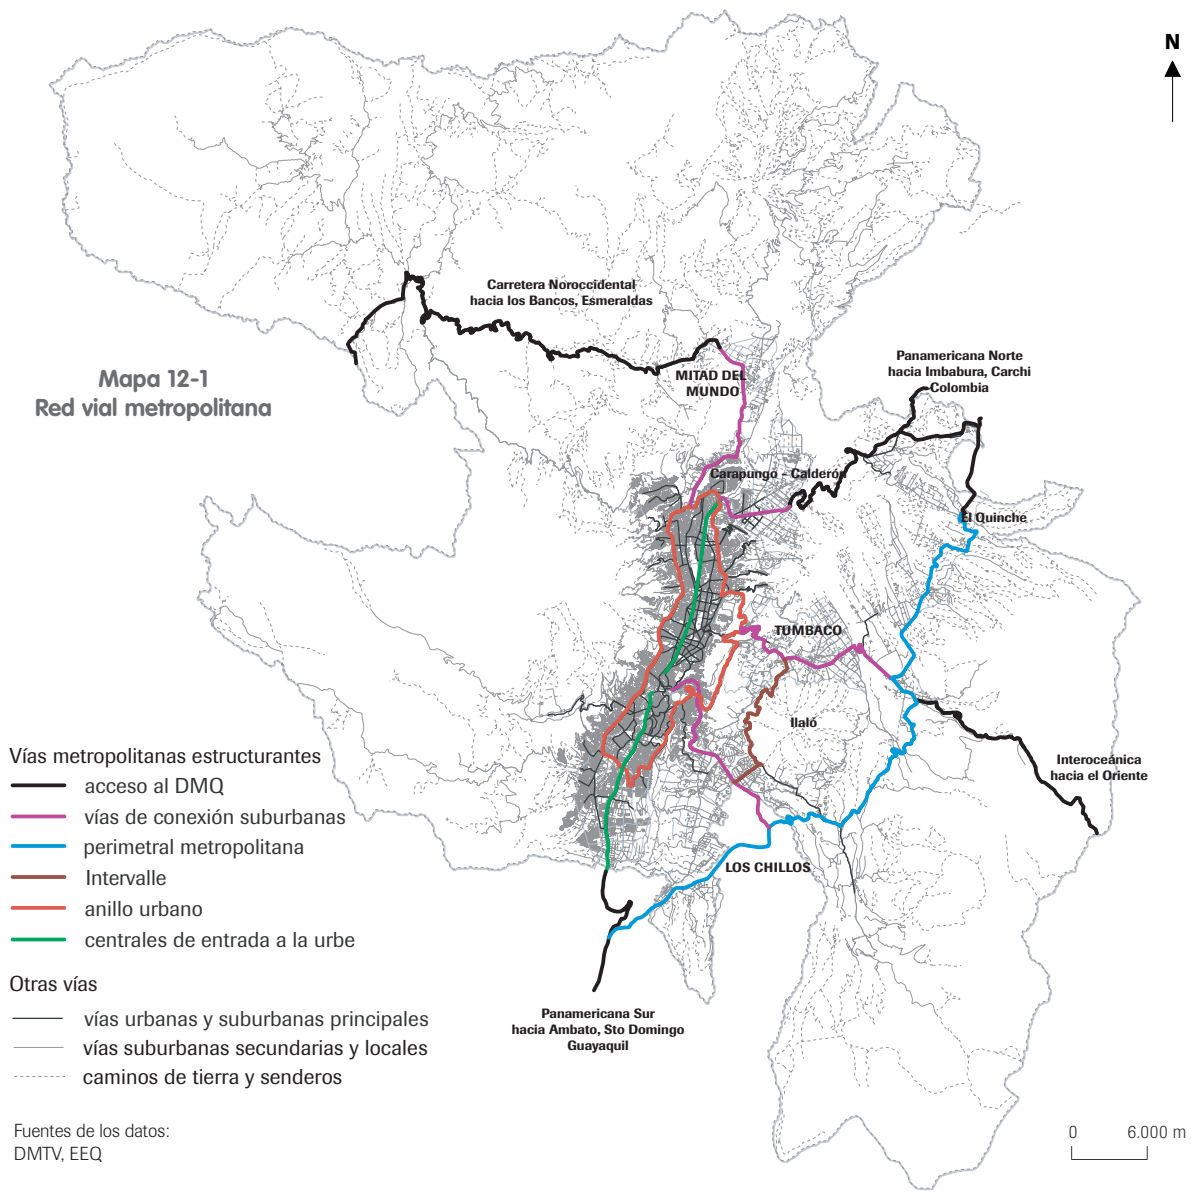 N
Carretera Noroccidental
hacia los Bancos, Esmeraldas
Panamericana Norte
hacia Imbabura, Carchi
Colombia
Mapa 12-1
Red vial metropolitana
MITAD DEL
MUNDO
Carapungo - Calderón
El Quinche
TUMBACO
Ilaló
Interoceánica
hacia el Oriente
LOS CHILLOS
Vías metropolitanas estructurantes
acceso al DMQ
vías de conexión suburbanas
perimetral metropolitana
Intervalle
anillo urbano
centrales de entrada a la urbe
Otras vías
vías urbanas y suburbanas principales
vías suburbanas secundarias y locales
caminos de tierra y senderos
Panamericana Sur
hacia Ambato, Sto Domingo
Guayaquil
Fuentes de los datos:
DMTV, EEQ
0 6.000 m